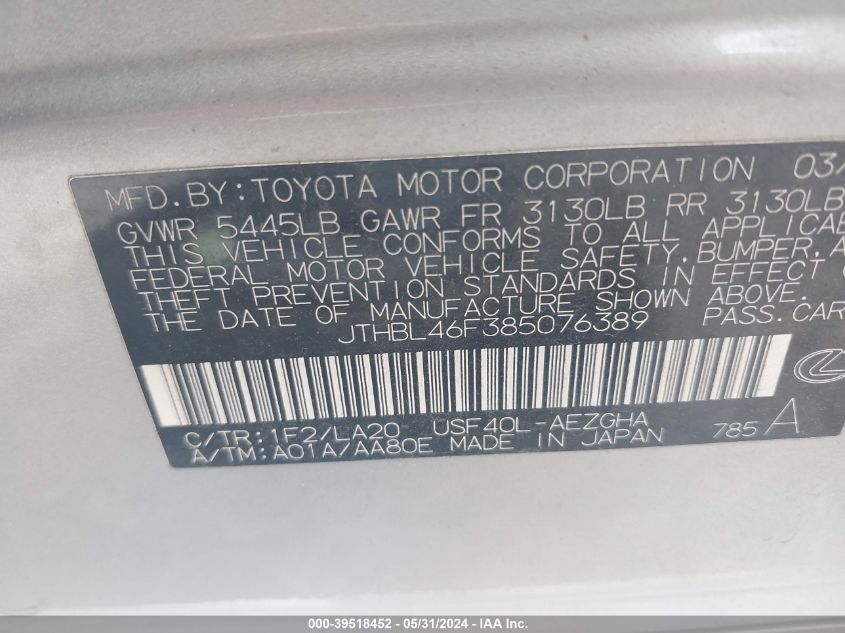 MFD. BY: TOYOTA MOTOR CORPORATION 03/
GVWR 5445LB GAWR FR 3130LB RR 3130LB
THIS VEHICLE CONFORMS TO ALL APPLICAB
FEDERAL MOTOR VEHICLE SAFETY, BUMPER, A
THEFT PREVENTION STANDARDS IN EFFECT
THE DATE OF MANUFACTURE SHOWN ABOVE.
JTHBL46F385076389 PASS. CAR
C/TR: 1F2/LA20 USF40L-AEZGHA
A/TM: A01A/AA80E MADE IN JAPAN 785 A
000-39518452 - 05/31/2024 - IAA Inc.